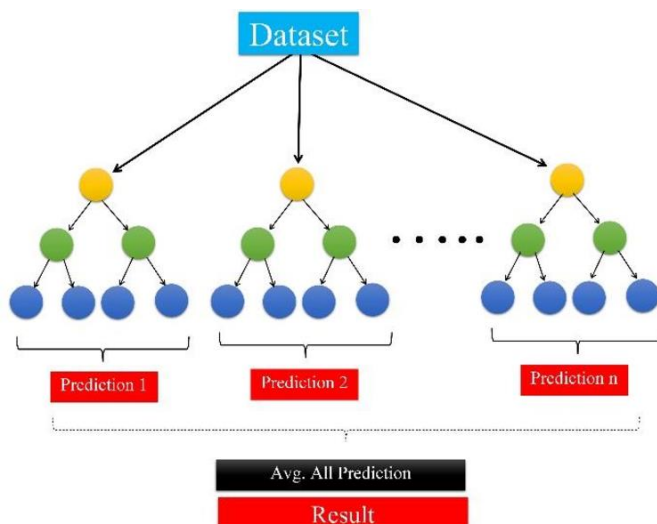 Dataset
Prediction 1
Prediction 2
Prediction n
Avg. All Prediction
Result